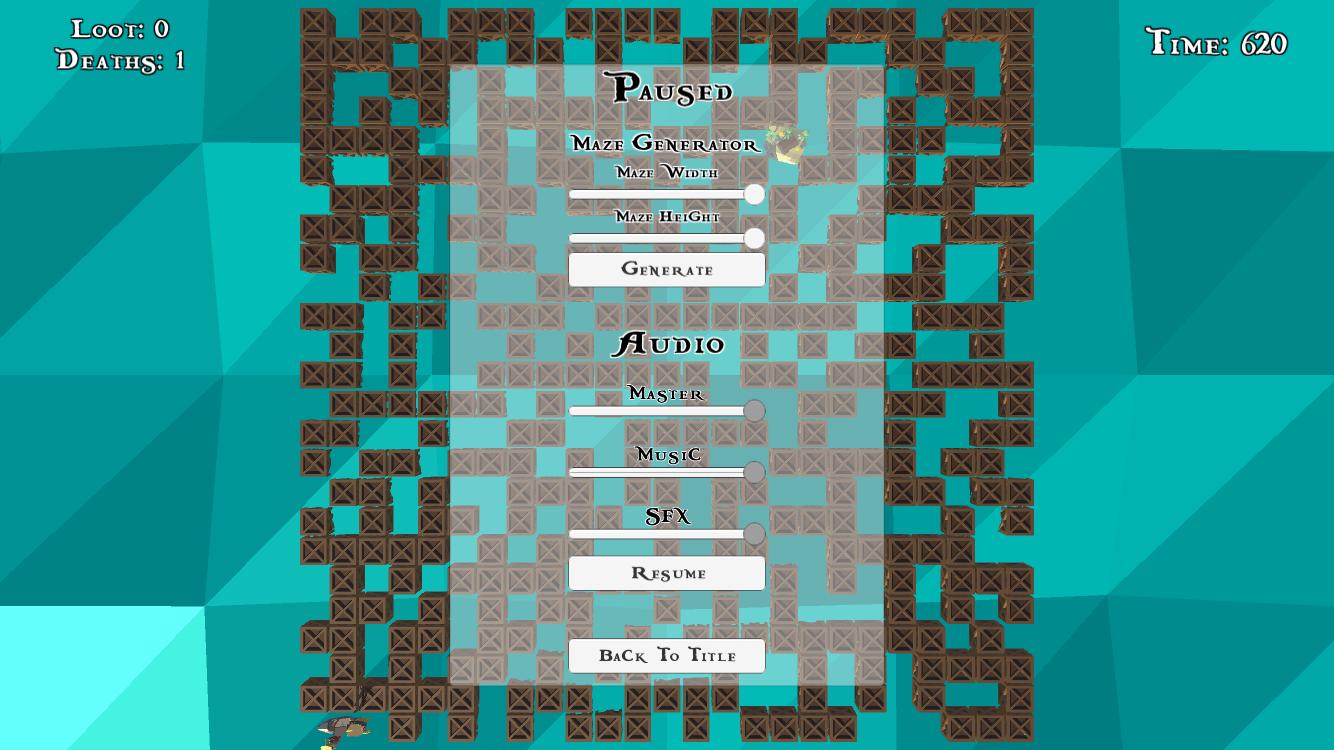 Loot: 0
Deaths: 1
Time: 620
Paused
Maze Generator
Maze Width
Maze Height
Generate
Audio
Master
Music
SFX
Resume
Back To Title